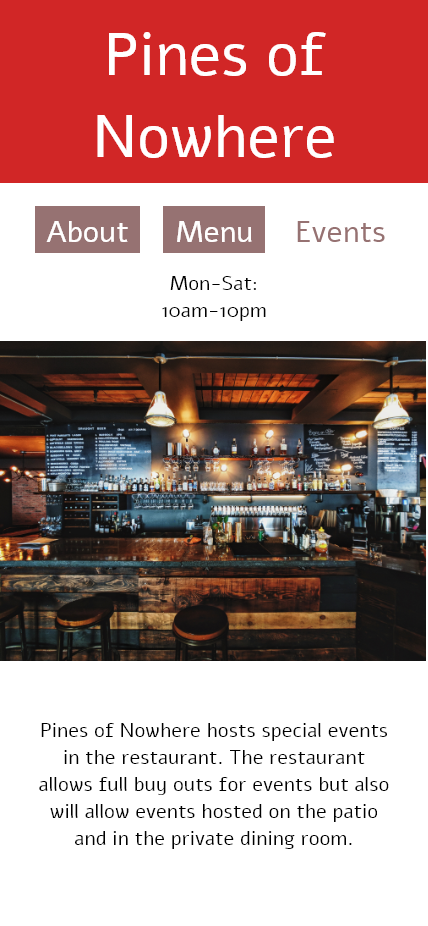 Pines of
Nowhere
About Menu Events
Mon-Sat:
10am-10pm
DRAUGHT BEER
Pines of Nowhere hosts special events
in the restaurant. The restaurant
allows full buy outs for events but also
will allow events hosted on the patio
and in the private dining room.